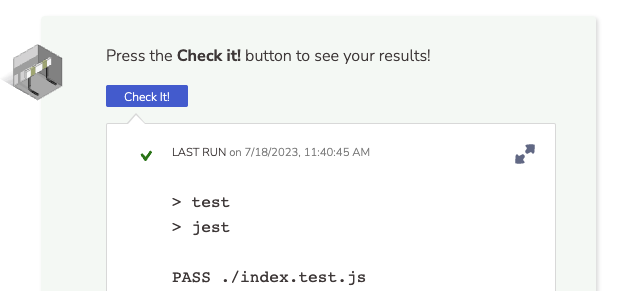 Press the Check it! button to see your results!
Check It!
LAST RUN on 7/18/2023, 11:40:45 AM
> test
> jest
PASS ./index.test.js